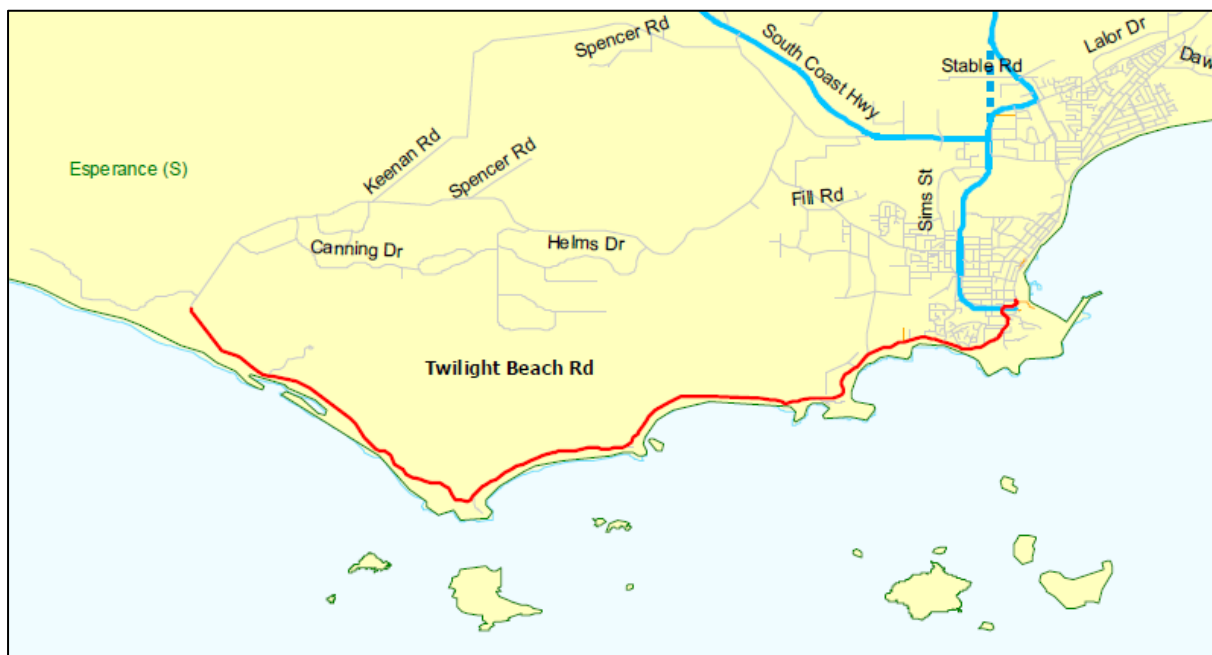 Spencer Rd
South Coast Hwy
Lalor Dr
Stable Rd
Daw
Keenan Rd
Spencer Rd
Esperance (S)
Fill Rd
Sims St
Canning Dr
Helms Dr
Twilight Beach Rd